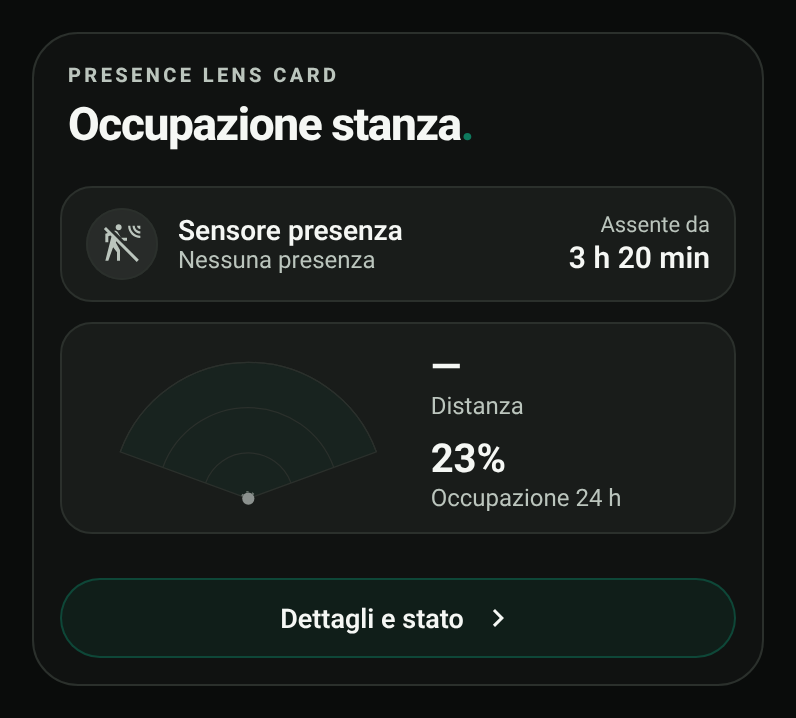 PRESENCE LENS CARD
Occupazione stanza.
Sensore presenza
Nessuna presenza
Assente da
3 h 20 min
—
Distanza
23%
Occupazione 24 h
Dettagli e stato